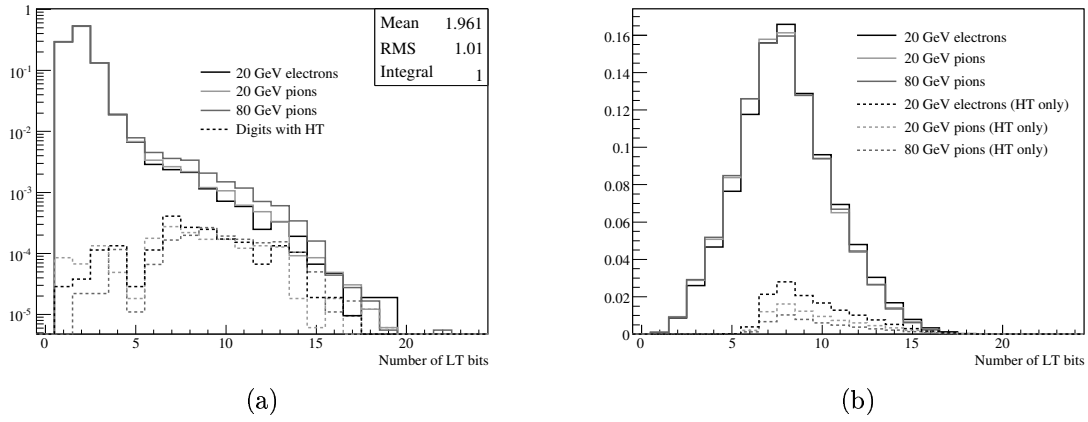 1
10-1
10-2
10-3
10-4
10-5
Mean 1.961
RMS 1.01
Integral 1
20 GeV electrons
20 GeV pions
80 GeV pions
Digits with HT
0 5 10 15 20
Number of LT bits
(a)
0.16
0.14
0.12
0.1
0.08
0.06
0.04
0.02
0
20 GeV electrons
20 GeV pions
80 GeV pions
20 GeV electrons (HT only)
20 GeV pions (HT only)
80 GeV pions (HT only)
0 5 10 15 20
Number of LT bits
(b)